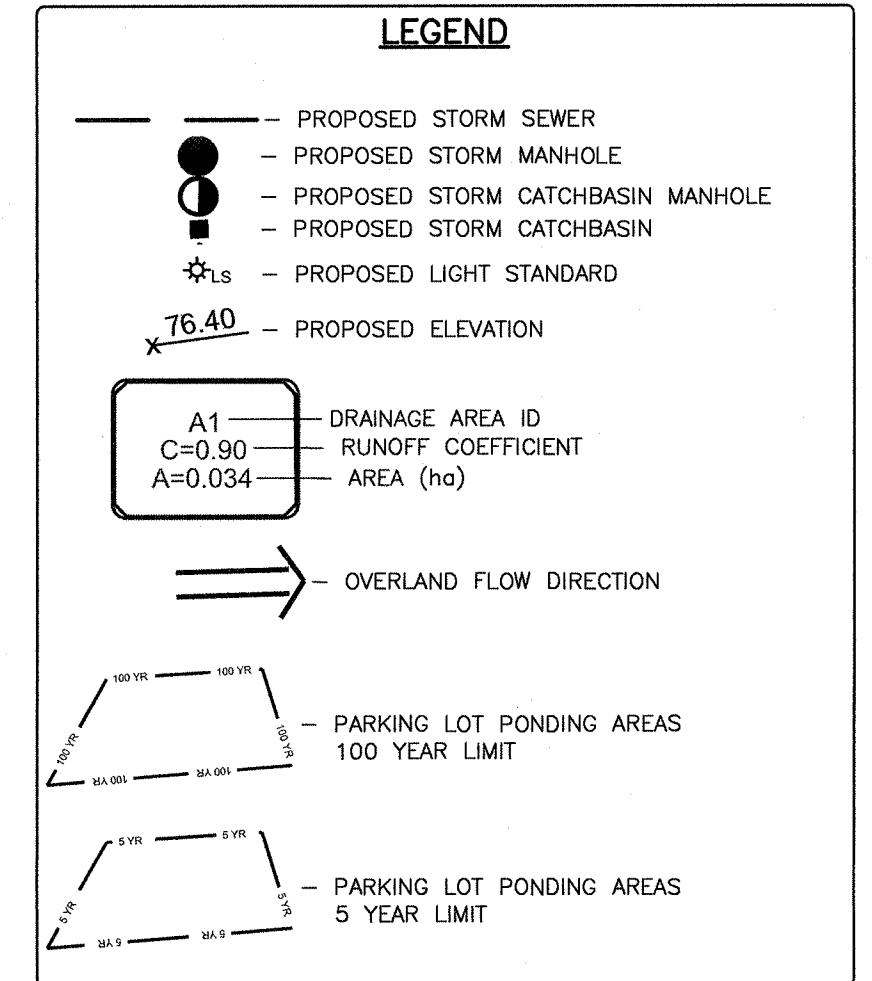 LEGEND
— PROPOSED STORM SEWER
— PROPOSED STORM MANHOLE
— PROPOSED STORM CATCHBASIN MANHOLE
— PROPOSED STORM CATCHBASIN
LS — PROPOSED LIGHT STANDARD
x 76.40 — PROPOSED ELEVATION
A1 DRAINAGE AREA ID
C=0.90 RUNOFF COEFFICIENT
A=0.034 AREA (ha)
— OVERLAND FLOW DIRECTION
100 YR 100 YR
100 YR 100 YR — PARKING LOT PONDING AREAS
100 YEAR LIMIT
100 YR 100 YR
5 YR 5 YR
5 YR 5 YR — PARKING LOT PONDING AREAS
5 YEAR LIMIT
5 YR 5 YR